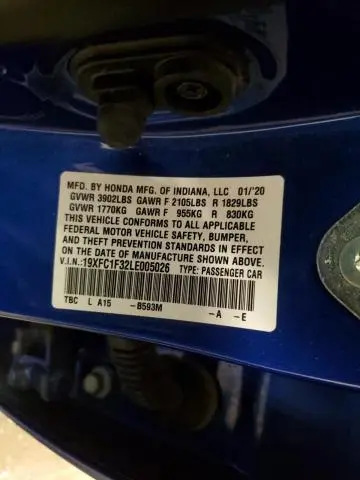 MFD. BY HONDA MFG. OF INDIANA, LLC 01/'20
GVWR 3902LBS GAWR F 2105LBS R 1829LBS
GVWR 1770KG GAWR F 955KG R 830KG
THIS VEHICLE CONFORMS TO ALL APPLICABLE
FEDERAL MOTOR VEHICLE SAFETY, BUMPER,
AND THEFT PREVENTION STANDARDS IN EFFECT
ON THE DATE OF MANUFACTURE SHOWN ABOVE.
V.I.N.:19XFC1F32LE005026 TYPE: PASSENGER CAR
TBC L A15 -B593M -A -E